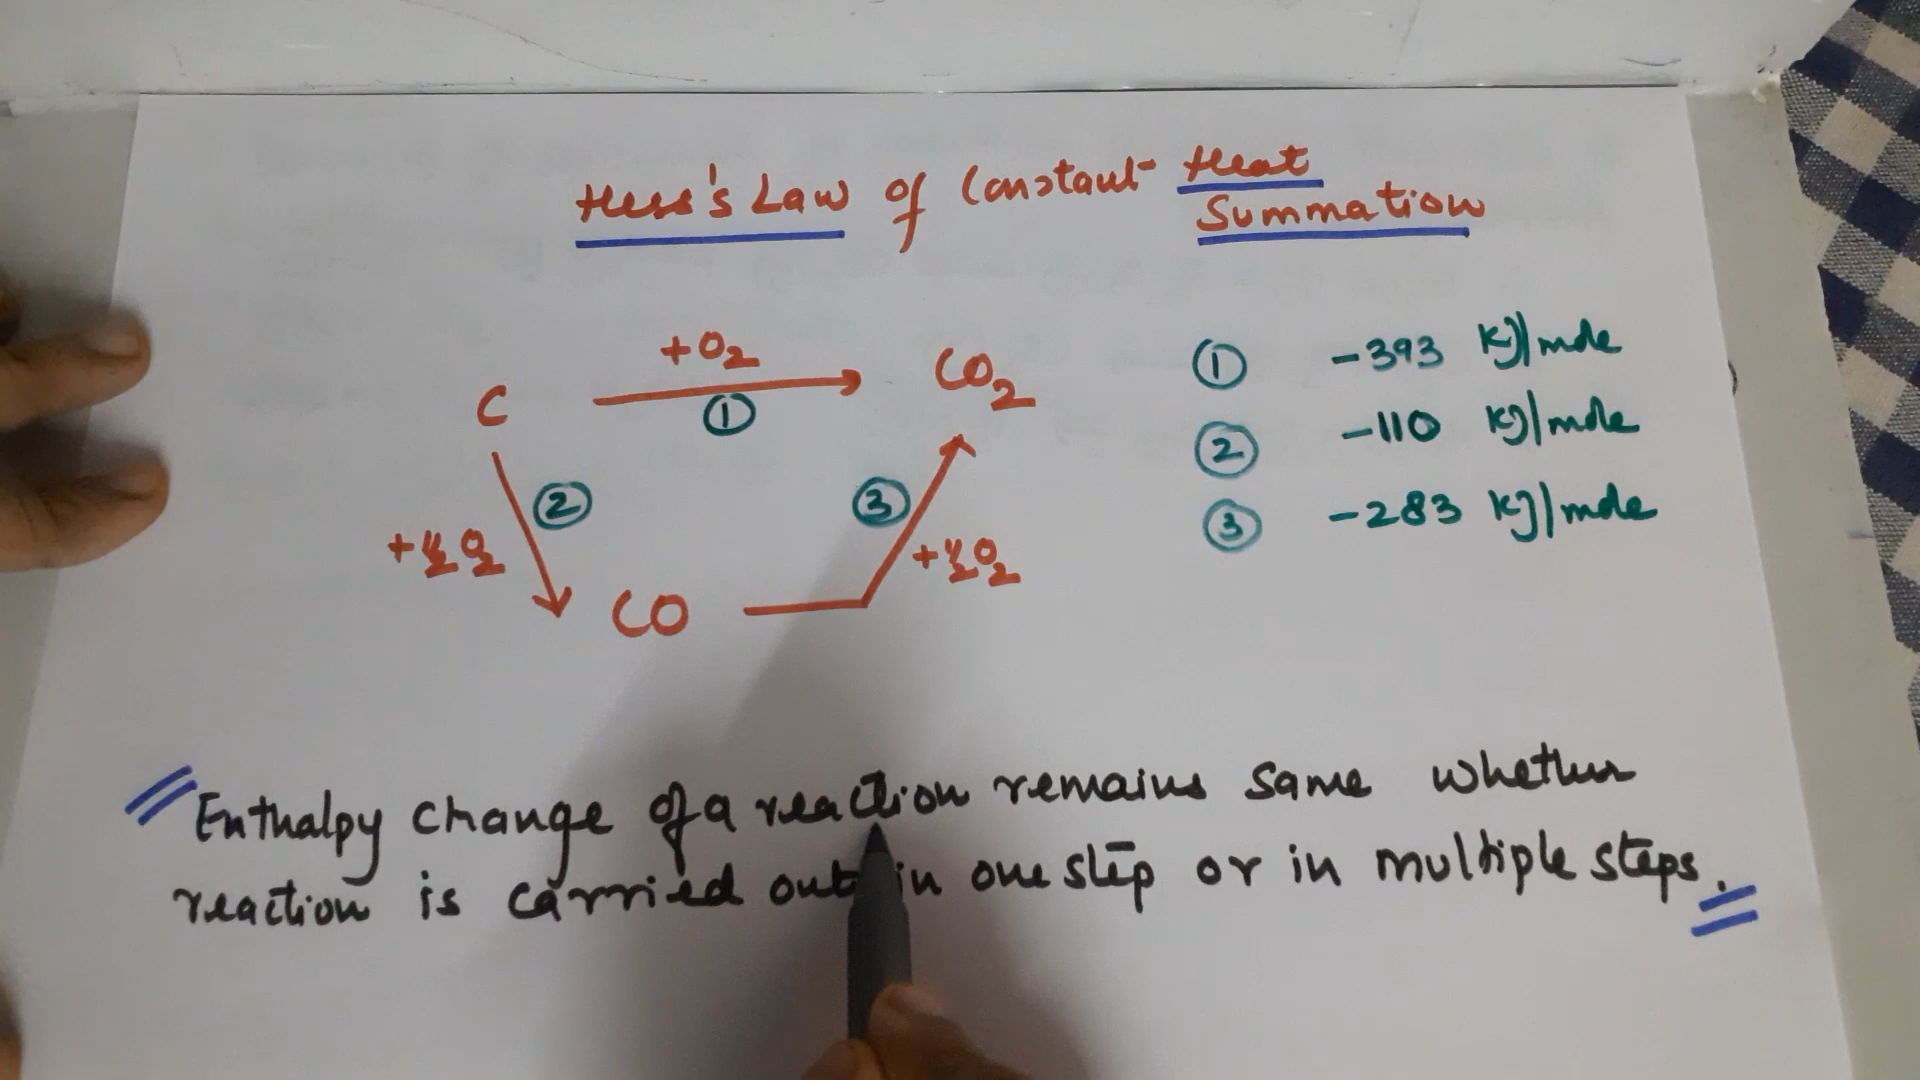 Hess's Law of Constant Heat
Summation
+O2
C
CO2
①
②
③
+½O2
+½O2
CO
① -393 KJ/mole
② -110 KJ/mole
③ -283 KJ/mole
"Enthalpy change of a reaction remains same whether
reaction is carried out in one step or in multiple steps."